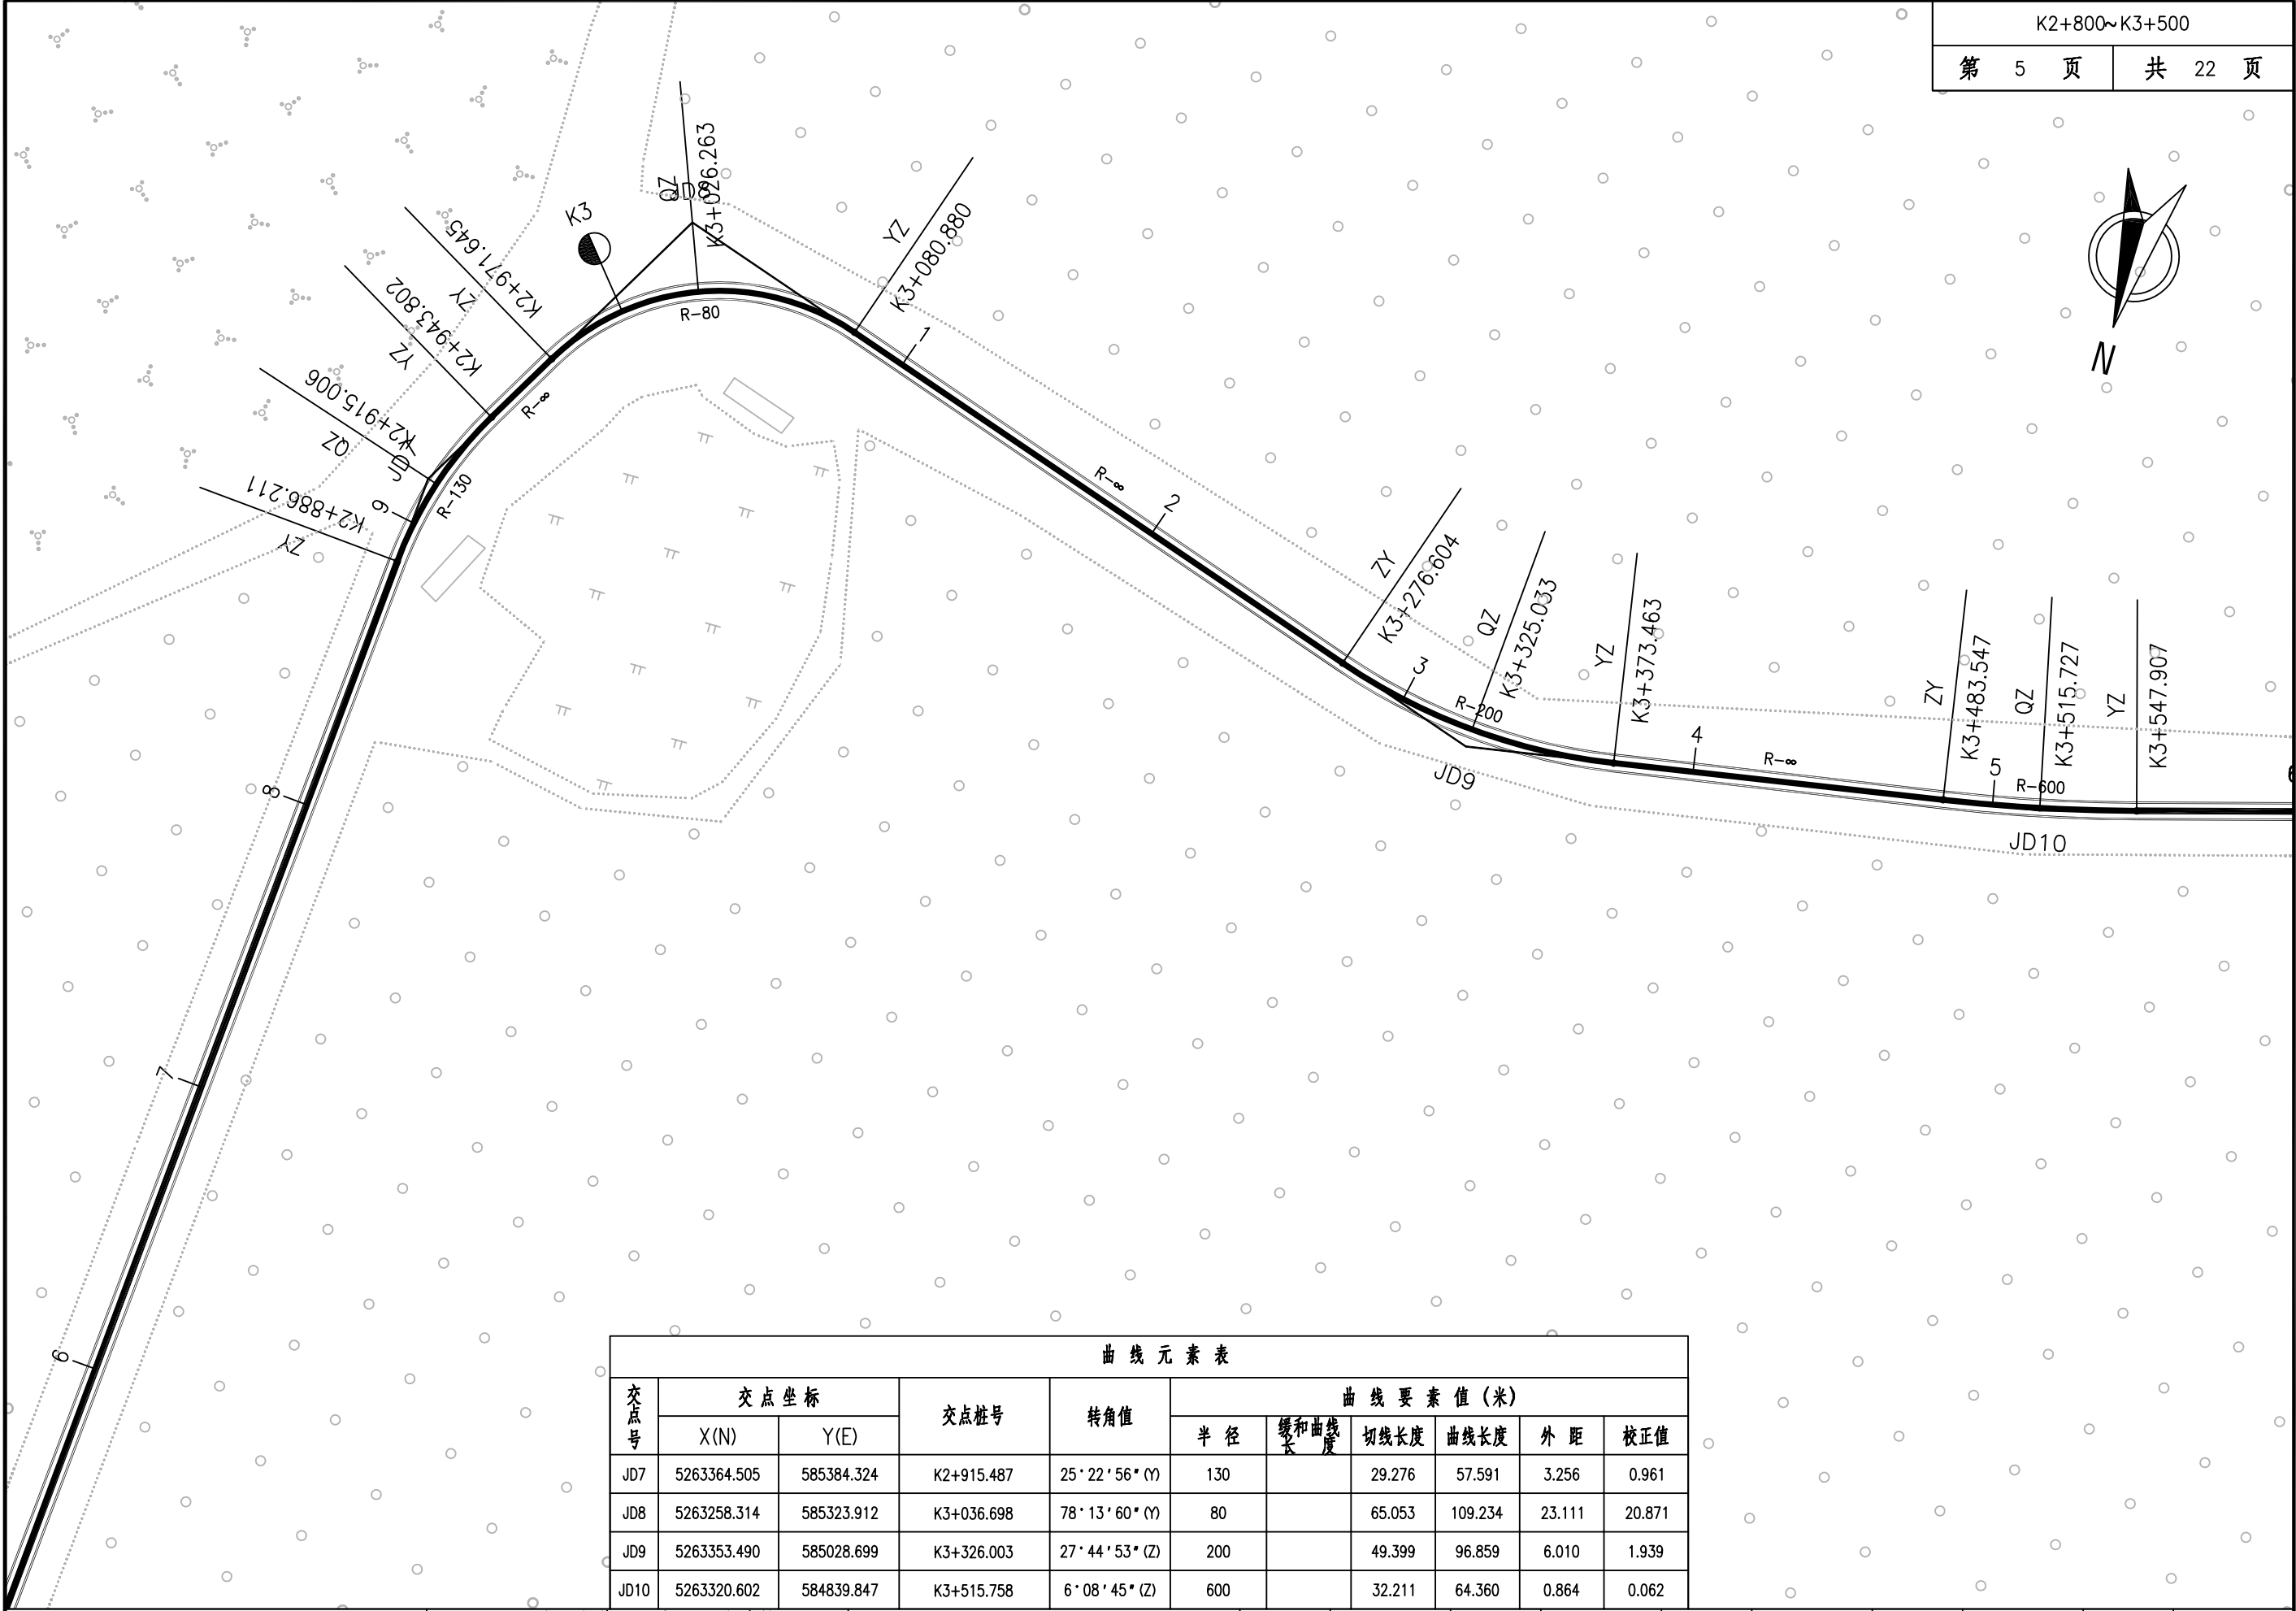 K2+800~K3+500
第 5 页 共 22 页
K3
QZ
JD8
K3+026.263
YZ
K3+080.880
1
ZY
K2+971.645
YZ
K2+943.802
QZ
K2+915.006
JD
ZY
K2+886.211
9
R-130
R-∞
R-80
N
R-∞
2
ZY
K3+276.604
3
QZ
K3+325.033
R-200
YZ
K3+373.463
JD9
4
R-∞
ZY
K3+483.547
5
QZ
K3+515.727
R-600
YZ
K3+547.907
6
JD10
8
7
6
曲线元素表
交点号 交点坐标 交点桩号 转角值 曲线要素值(米)
X(N) Y(E) 半径 缓和曲线长度 切线长度 曲线长度 外距 校正值
JD7 5263364.505 585384.324 K2+915.487 25°22'56"(Y) 130 29.276 57.591 3.256 0.961
JD8 5263258.314 585323.912 K3+036.698 78°13'60"(Y) 80 65.053 109.234 23.111 20.871
JD9 5263353.490 585028.699 K3+326.003 27°44'53"(Z) 200 49.399 96.859 6.010 1.939
JD10 5263320.602 584839.847 K3+515.758 6°08'45"(Z) 600 32.211 64.360 0.864 0.062